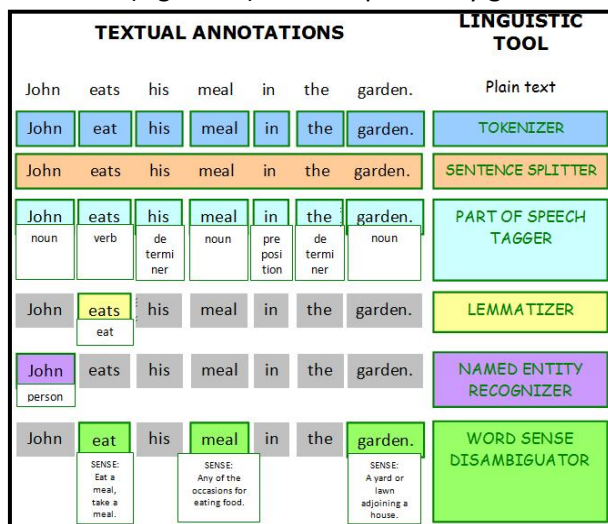 TEXTUAL ANNOTATIONS
LINGUISTIC
TOOL
John eats his meal in the garden.
Plain text
John eat his meal in the garden.
TOKENIZER
John eats his meal in the garden.
SENTENCE SPLITTER
John eats his meal in the garden.
PART OF SPEECH
TAGGER
noun
verb
de
termi
ner
noun
pre
posi
tion
de
termi
ner
noun
John eats his meal in the garden.
LEMMATIZER
eat
John eats his meal in the garden.
NAMED ENTITY
RECOGNIZER
person
John eat his meal in the garden.
WORD SENSE
DISAMBIGUATOR
SENSE:
Eat a
meal,
take a
meal.
SENSE:
Any of the
occasions for
eating food.
SENSE:
A yard or
lawn
adjoining a
house.